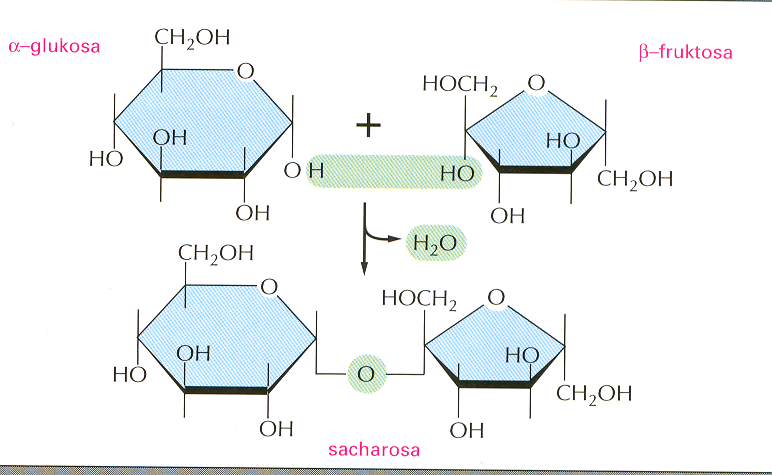 α–glukosa
β–fruktosa
CH₂OH
O
OH
HO
OH
O H
+
HOCH₂
O
HO
HO
OH
CH₂OH
H₂O
CH₂OH
O
OH
HO
OH
O
HOCH₂
O
HO
OH
CH₂OH
sacharosa